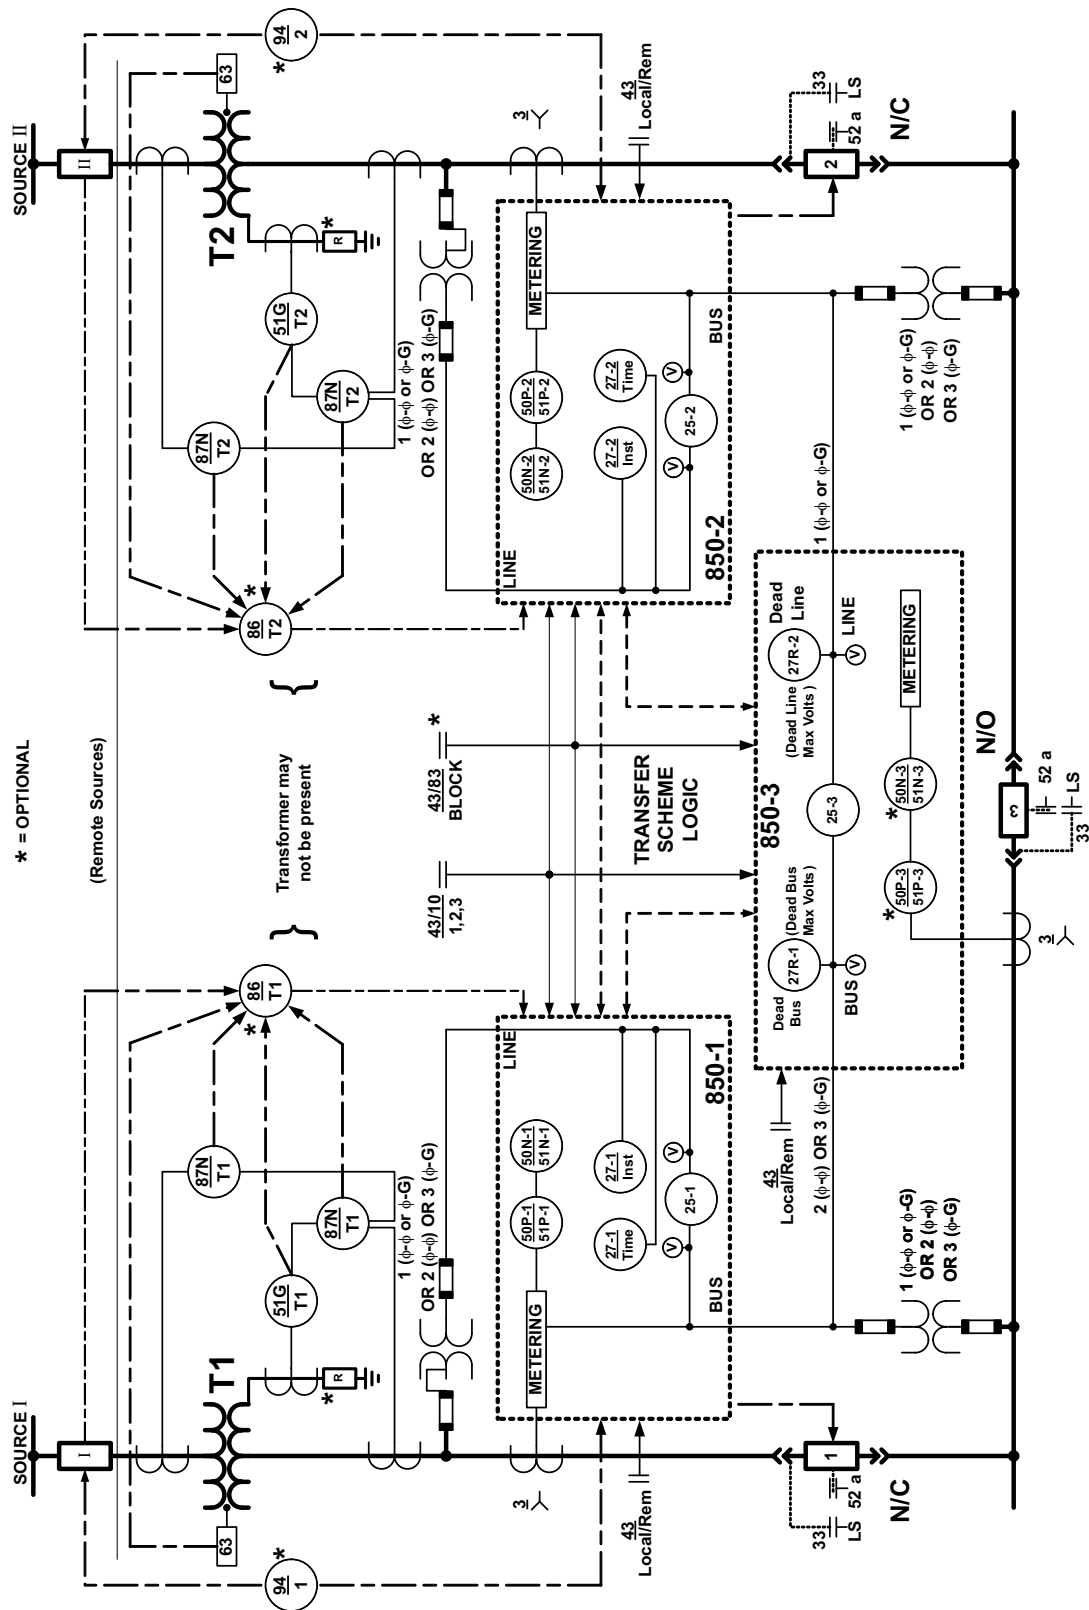 * = OPTIONAL
SOURCE I
SOURCE II
I
II
(Remote Sources)
63
63
94
1
*
94
2
*
T1
T2
R
*
R
*
51G
T1
51G
T2
87N
T1
87N
T1
87N
T2
87N
T2
86
T1
*
86
T2
*
Transformer may
not be present
{
}
1 (ϕ-ϕ or ϕ-G)
OR 2 (ϕ-ϕ) OR 3 (ϕ-G)
1 (ϕ-ϕ or ϕ-G)
OR 2 (ϕ-ϕ) OR 3 (ϕ-G)
43/10
1,2,3
43/83
BLOCK
*
3
3
LINE
METERING
50P-1
51P-1
50N-1
51N-1
27-1
Time
27-1
Inst
V
25-1
V
BUS
850-1
LINE
50N-2
51N-2
50P-2
51P-2
METERING
27-2
Inst
27-2
Time
V
25-2
V
BUS
850-2
43
Local/Rem
43
Local/Rem
TRANSFER
SCHEME
LOGIC
850-3
43
Local/Rem
Dead
Bus
27R-1
(Dead Bus
Max Volts )
(Dead Line
Max Volts )
27R-2
Dead
Line
25-3
BUS
V
LINE
V
2 (ϕ-ϕ) OR 3 (ϕ-G)
1 (ϕ-ϕ or ϕ-G)
*
50P-3
51P-3
*
50N-3
51N-3
METERING
33
LS
52 a
1
N/C
33
LS
52 a
2
N/C
1 (ϕ-ϕ or ϕ-G)
OR 2 (ϕ-ϕ)
OR 3 (ϕ-G)
1 (ϕ-ϕ or ϕ-G)
OR 2 (ϕ-ϕ)
OR 3 (ϕ-G)
3
N/O
3
52 a
33
LS